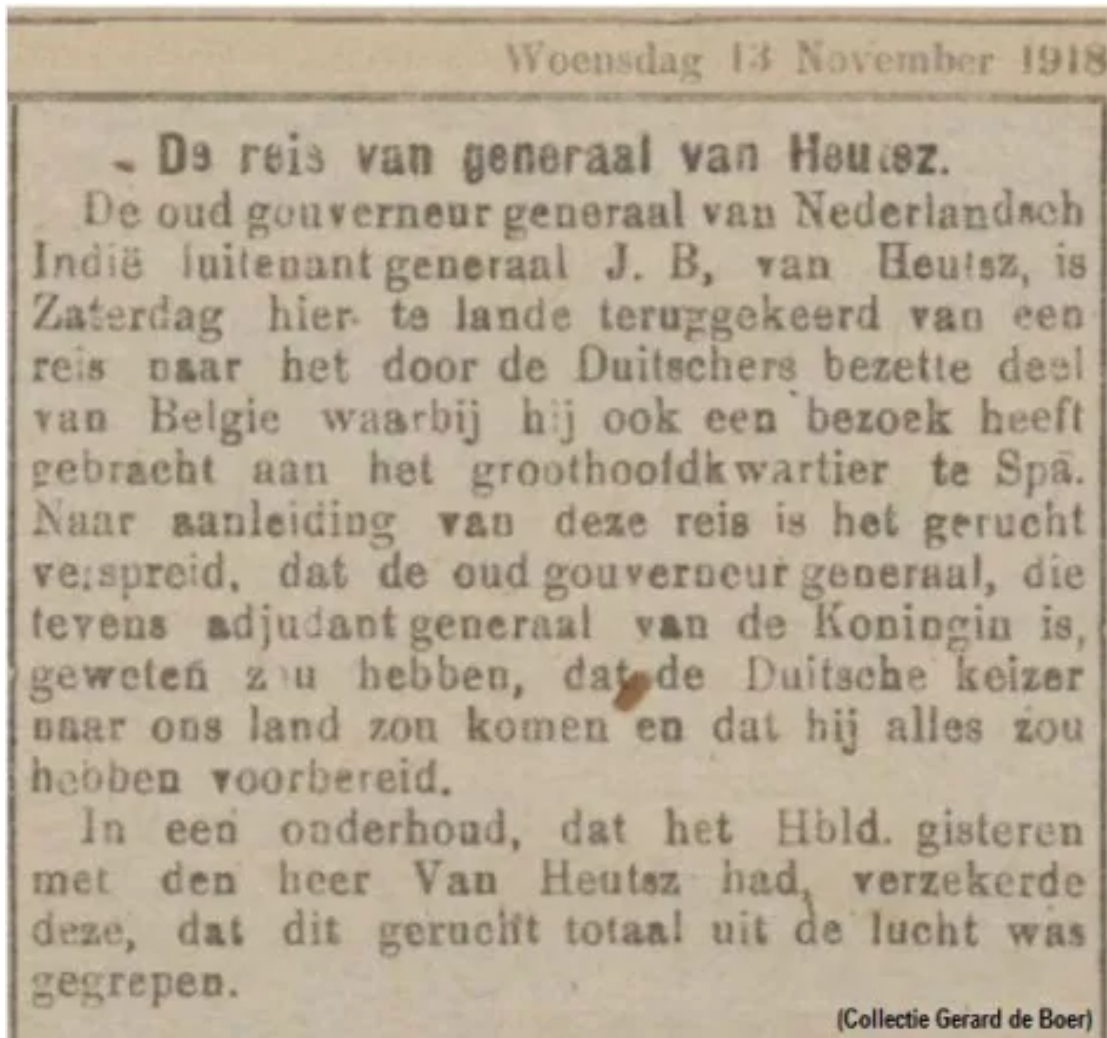 Woensdag 13 November 1918
De reis van generaal van Heutsz.
De oud gouverneur generaal van Nederlandsch
Indië luitenant generaal J. B, van Heutsz, is
Zaterdag hier te lande teruggekeerd van een
reis naar het door de Duitschers bezette deel
van Belgie waarbij hij ook een bezoek heeft
gebracht aan het groothoofdkwartier te Spa.
Naar aanleiding van deze reis is het gerucht
verspreid, dat de oud gouverneur generaal, die
tevens adjudant generaal van de Koningin is,
geweten zou hebben, dat de Duitsche keizer
naar ons land zou komen en dat hij alles zou
hebben voorbereid.
In een onderhoud, dat het Hbld. gisteren
met den heer Van Heutsz had, verzekerde
deze, dat dit gerucht totaal uit de lucht was
gegrepen.
(Collectie Gerard de Boer)